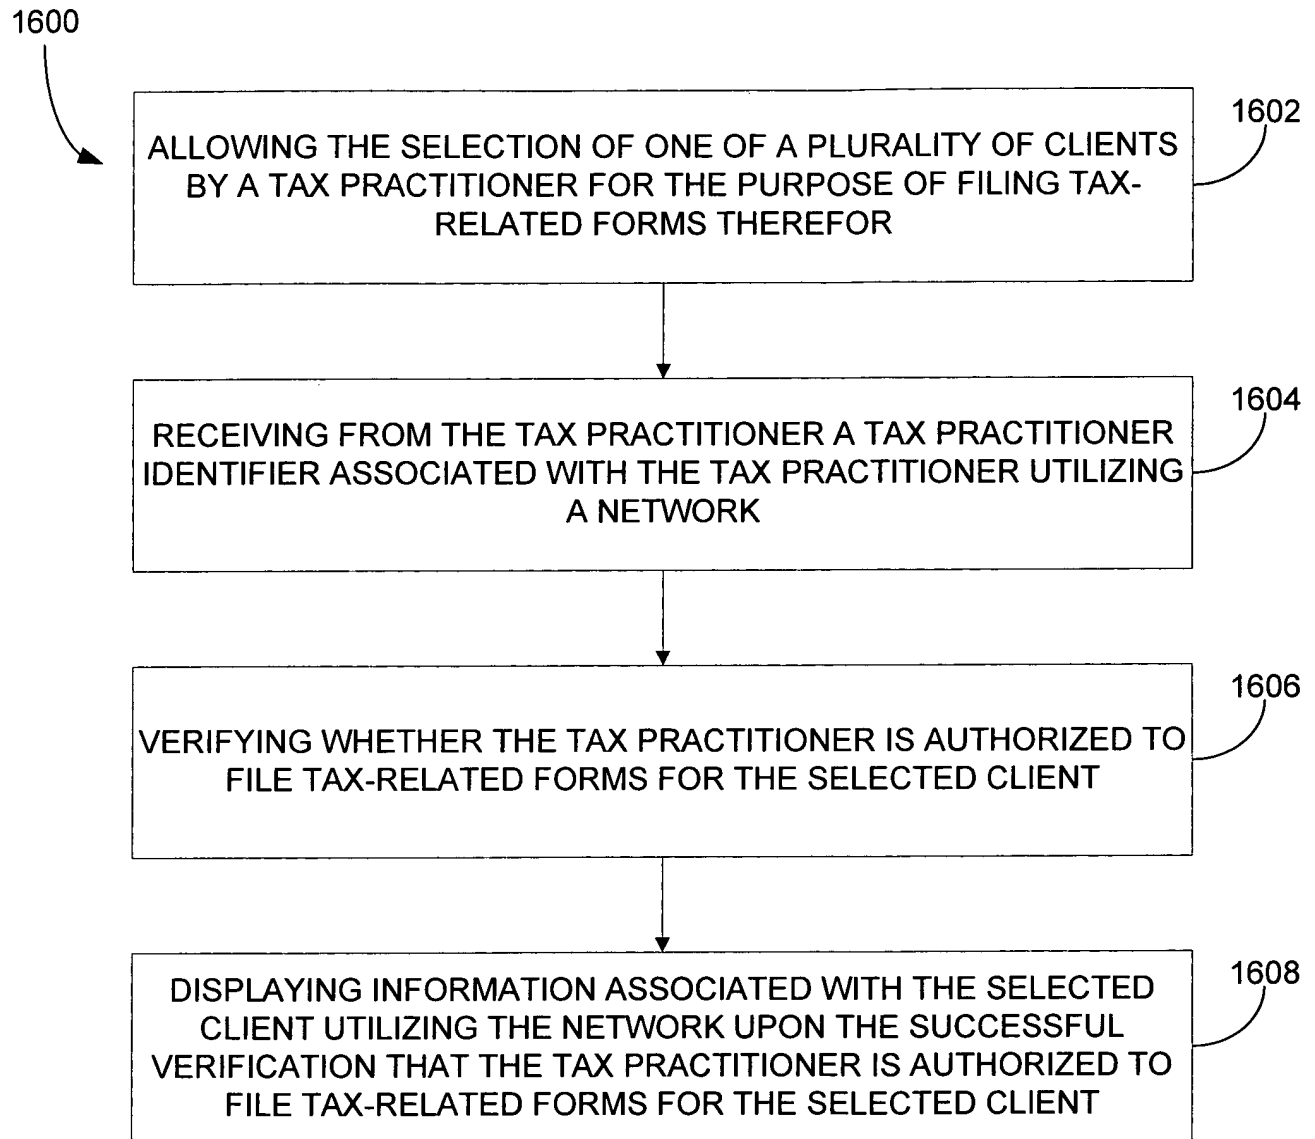 1600
1602
ALLOWING THE SELECTION OF ONE OF A PLURALITY OF CLIENTS
BY A TAX PRACTITIONER FOR THE PURPOSE OF FILING TAX-
RELATED FORMS THEREFOR
1604
RECEIVING FROM THE TAX PRACTITIONER A TAX PRACTITIONER
IDENTIFIER ASSOCIATED WITH THE TAX PRACTITIONER UTILIZING
A NETWORK
1606
VERIFYING WHETHER THE TAX PRACTITIONER IS AUTHORIZED TO
FILE TAX-RELATED FORMS FOR THE SELECTED CLIENT
1608
DISPLAYING INFORMATION ASSOCIATED WITH THE SELECTED
CLIENT UTILIZING THE NETWORK UPON THE SUCCESSFUL
VERIFICATION THAT THE TAX PRACTITIONER IS AUTHORIZED TO
FILE TAX-RELATED FORMS FOR THE SELECTED CLIENT